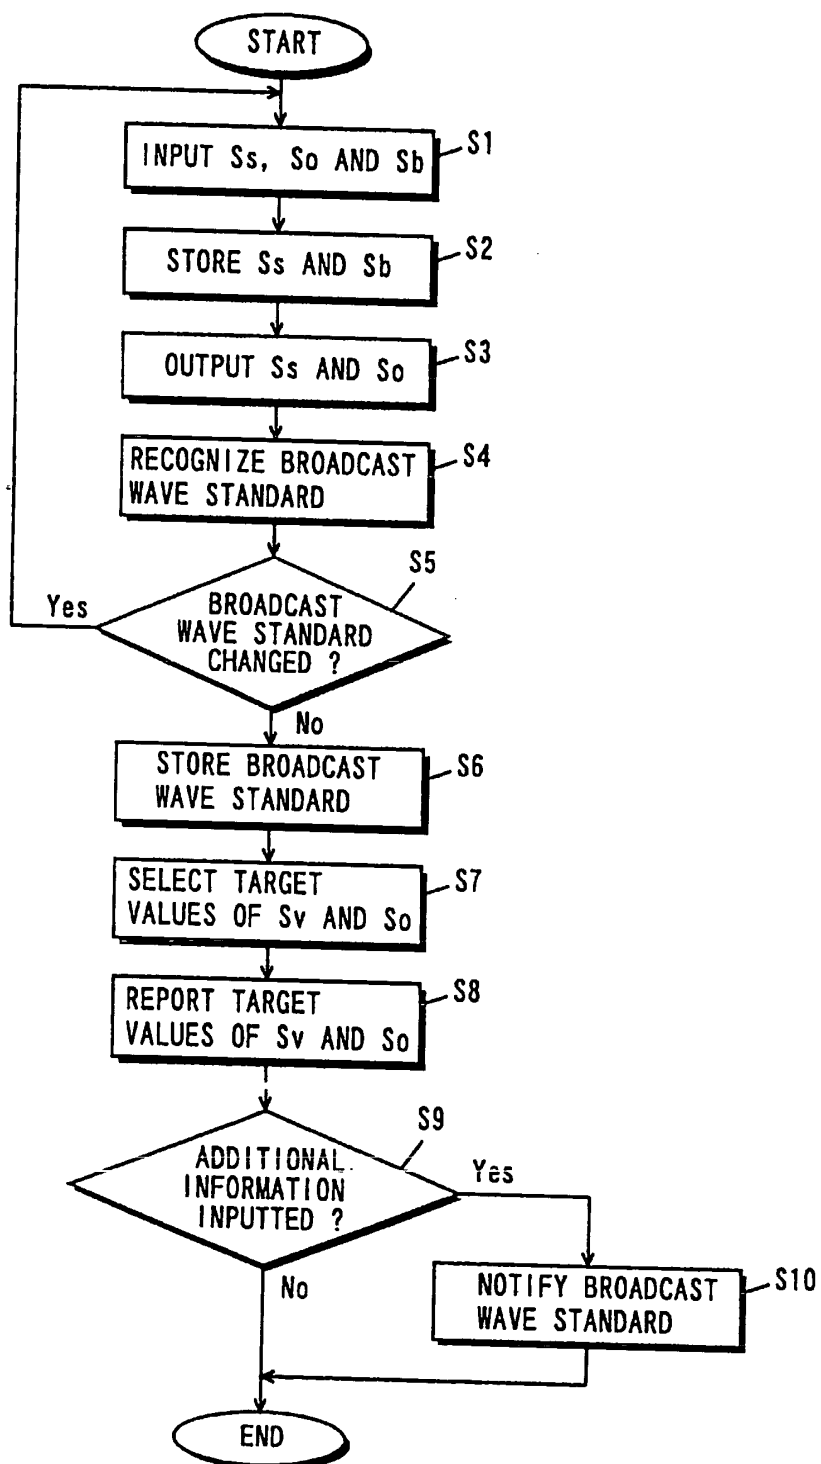 START
INPUT Ss, So AND Sb
S1
STORE Ss AND Sb
S2
OUTPUT Ss AND So
S3
RECOGNIZE BROADCAST
WAVE STANDARD
S4
S5
BROADCAST
WAVE STANDARD
CHANGED ?
Yes
No
STORE BROADCAST
WAVE STANDARD
S6
SELECT TARGET
VALUES OF Sv AND So
S7
REPORT TARGET
VALUES OF Sv AND So
S8
S9
ADDITIONAL
INFORMATION
INPUTTED ?
Yes
No
NOTIFY BROADCAST
WAVE STANDARD
S10
END